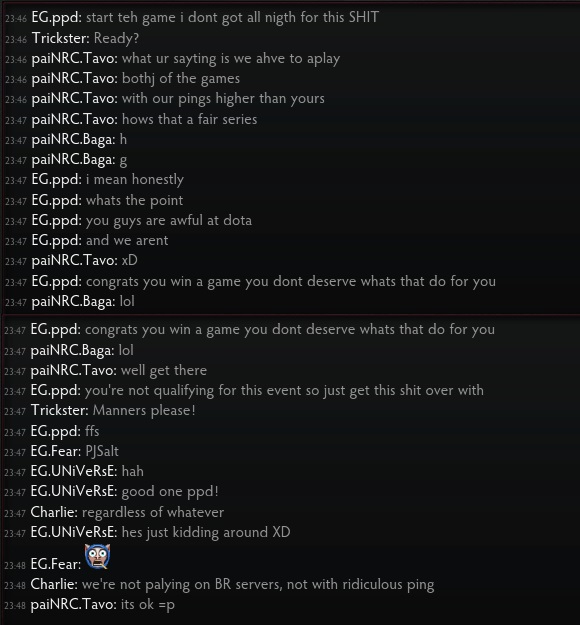 23:46 EG.ppd: start teh game i dont got all nigth for this SHIT
23:46 Trickster: Ready?
23:46 paiNRC.Tavo: what ur sayting is we ahve to aplay
23:46 paiNRC.Tavo: bothj of the games
23:46 paiNRC.Tavo: with our pings higher than yours
23:47 paiNRC.Tavo: hows that a fair series
23:47 paiNRC.Baga: h
23:47 paiNRC.Baga: g
23:47 EG.ppd: i mean honestly
23:47 EG.ppd: whats the point
23:47 EG.ppd: you guys are awful at dota
23:47 EG.ppd: and we arent
23:47 paiNRC.Tavo: xD
23:47 EG.ppd: congrats you win a game you dont deserve whats that do for you
23:47 paiNRC.Baga: lol
23:47 EG.ppd: congrats you win a game you dont deserve whats that do for you
23:47 paiNRC.Baga: lol
23:47 paiNRC.Tavo: well get there
23:47 EG.ppd: you're not qualifying for this event so just get this shit over with
23:47 Trickster: Manners please!
23:47 EG.ppd: ffs
23:47 EG.Fear: PJSalt
23:47 EG.UNiVeRsE: hah
23:47 EG.UNiVeRsE: good one ppd!
23:47 Charlie: regardless of whatever
23:47 EG.UNiVeRsE: hes just kidding around XD
23:48 EG.Fear:
23:48 Charlie: we're not palying on BR servers, not with ridiculous ping
23:48 paiNRC.Tavo: its ok =p